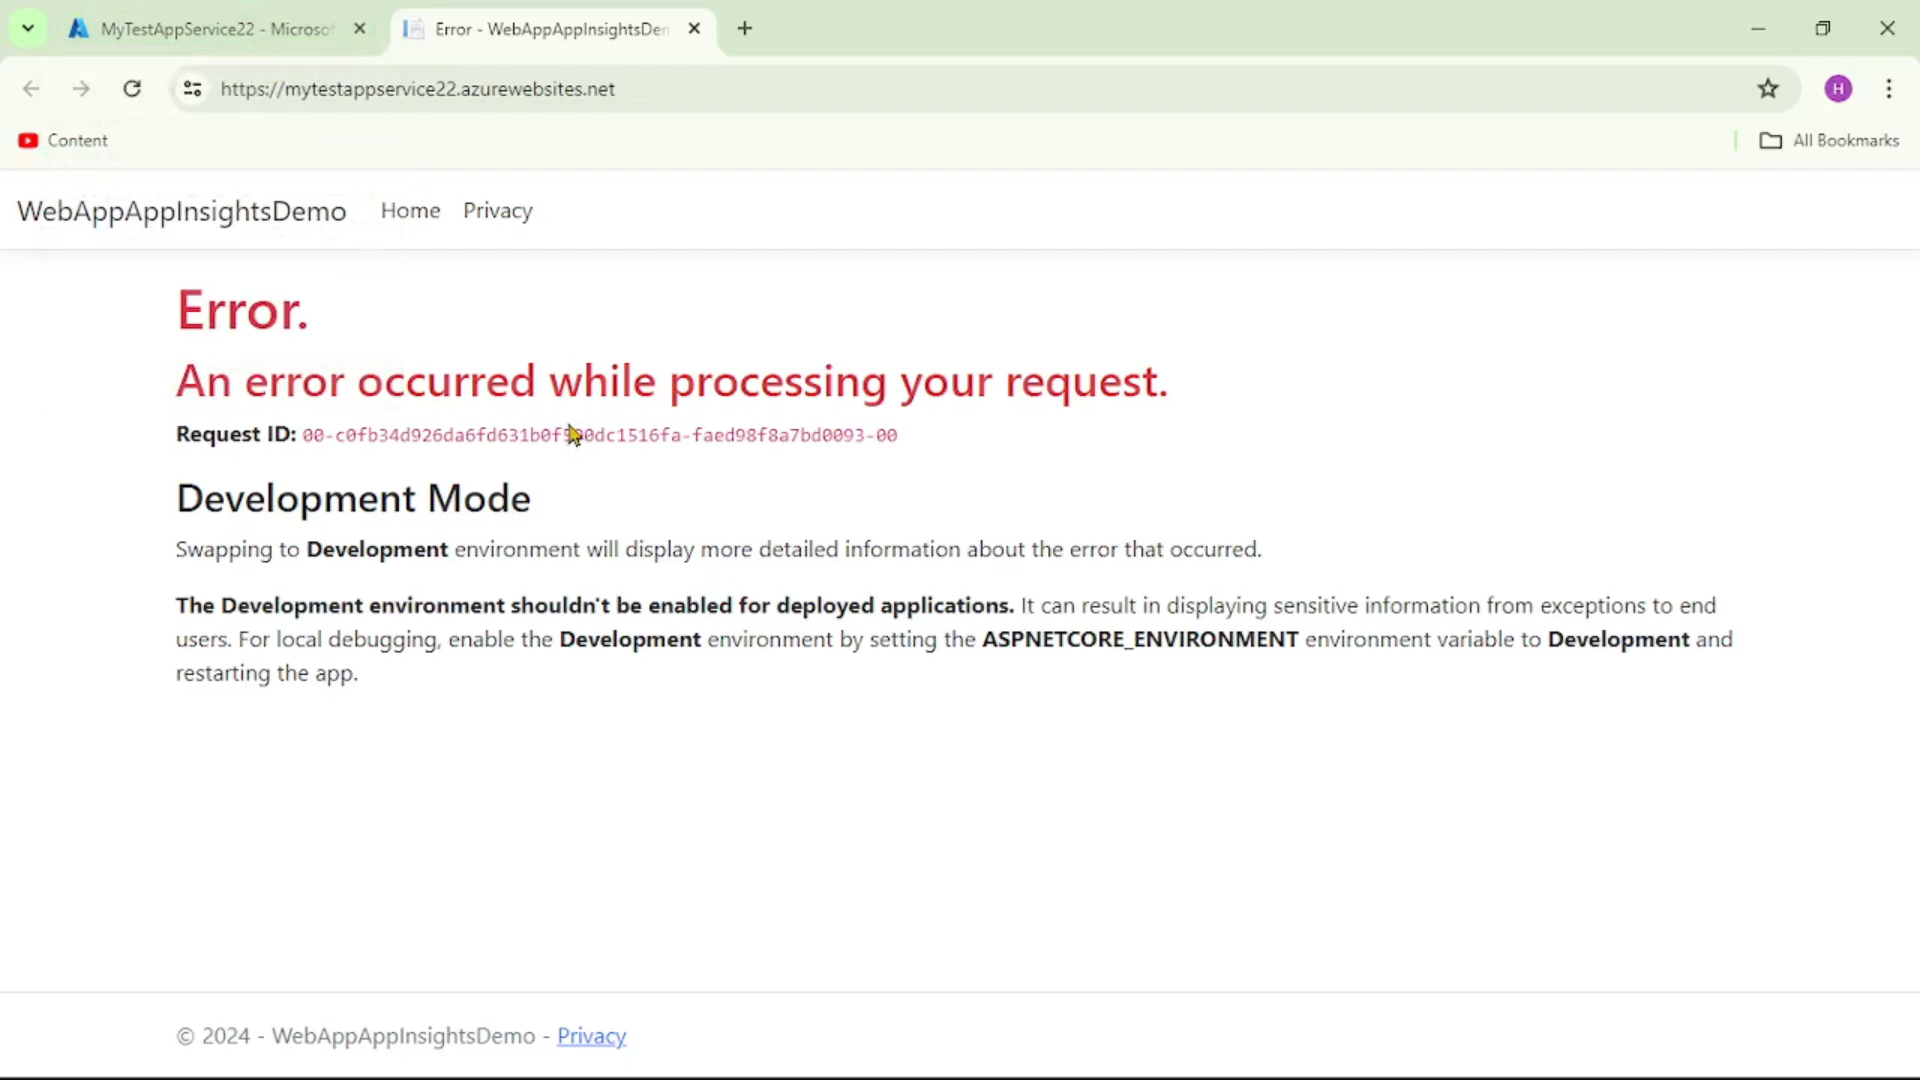 MyTestAppService22 - Microsof
Error - WebAppAppInsightsDem
https://mytestappservice22.azurewebsites.net
H
Content
All Bookmarks
WebAppAppInsightsDemo
Home
Privacy
Error.
An error occurred while processing your request.
Request ID:
Development Mode
Swapping to Development environment will display more detailed information about the error that occurred.
The Development environment shouldn't be enabled for deployed applications. It can result in displaying sensitive information from exceptions to end
users. For local debugging, enable the Development environment by setting the ASPNETCORE_ENVIRONMENT environment variable to Development and
restarting the app.
© 2024 - WebAppAppInsightsDemo - Privacy